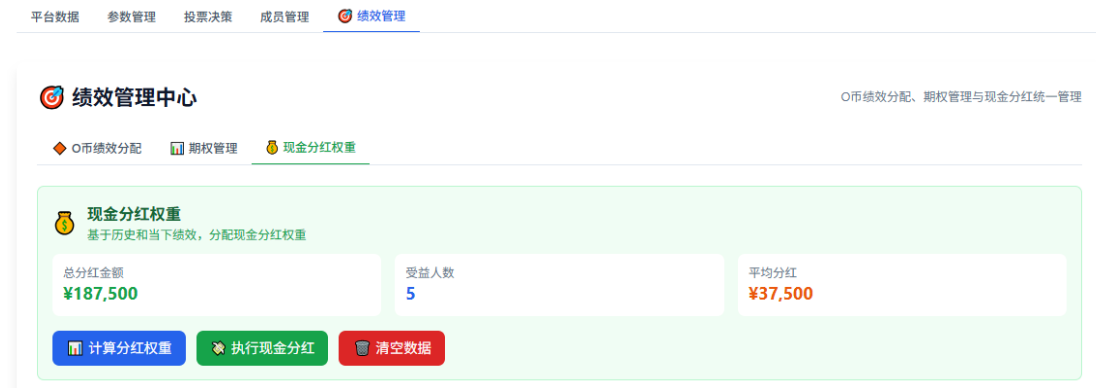 平台数据 参数管理 投票决策 成员管理 绩效管理
绩效管理中心
O币绩效分配、期权管理与现金分红统一管理
O币绩效分配 期权管理 现金分红权重
现金分红权重
基于历史和当下绩效，分配现金分红权重
总分红金额 受益人数 平均分红
¥187,500 5 ¥37,500
计算分红权重 执行现金分红 清空数据